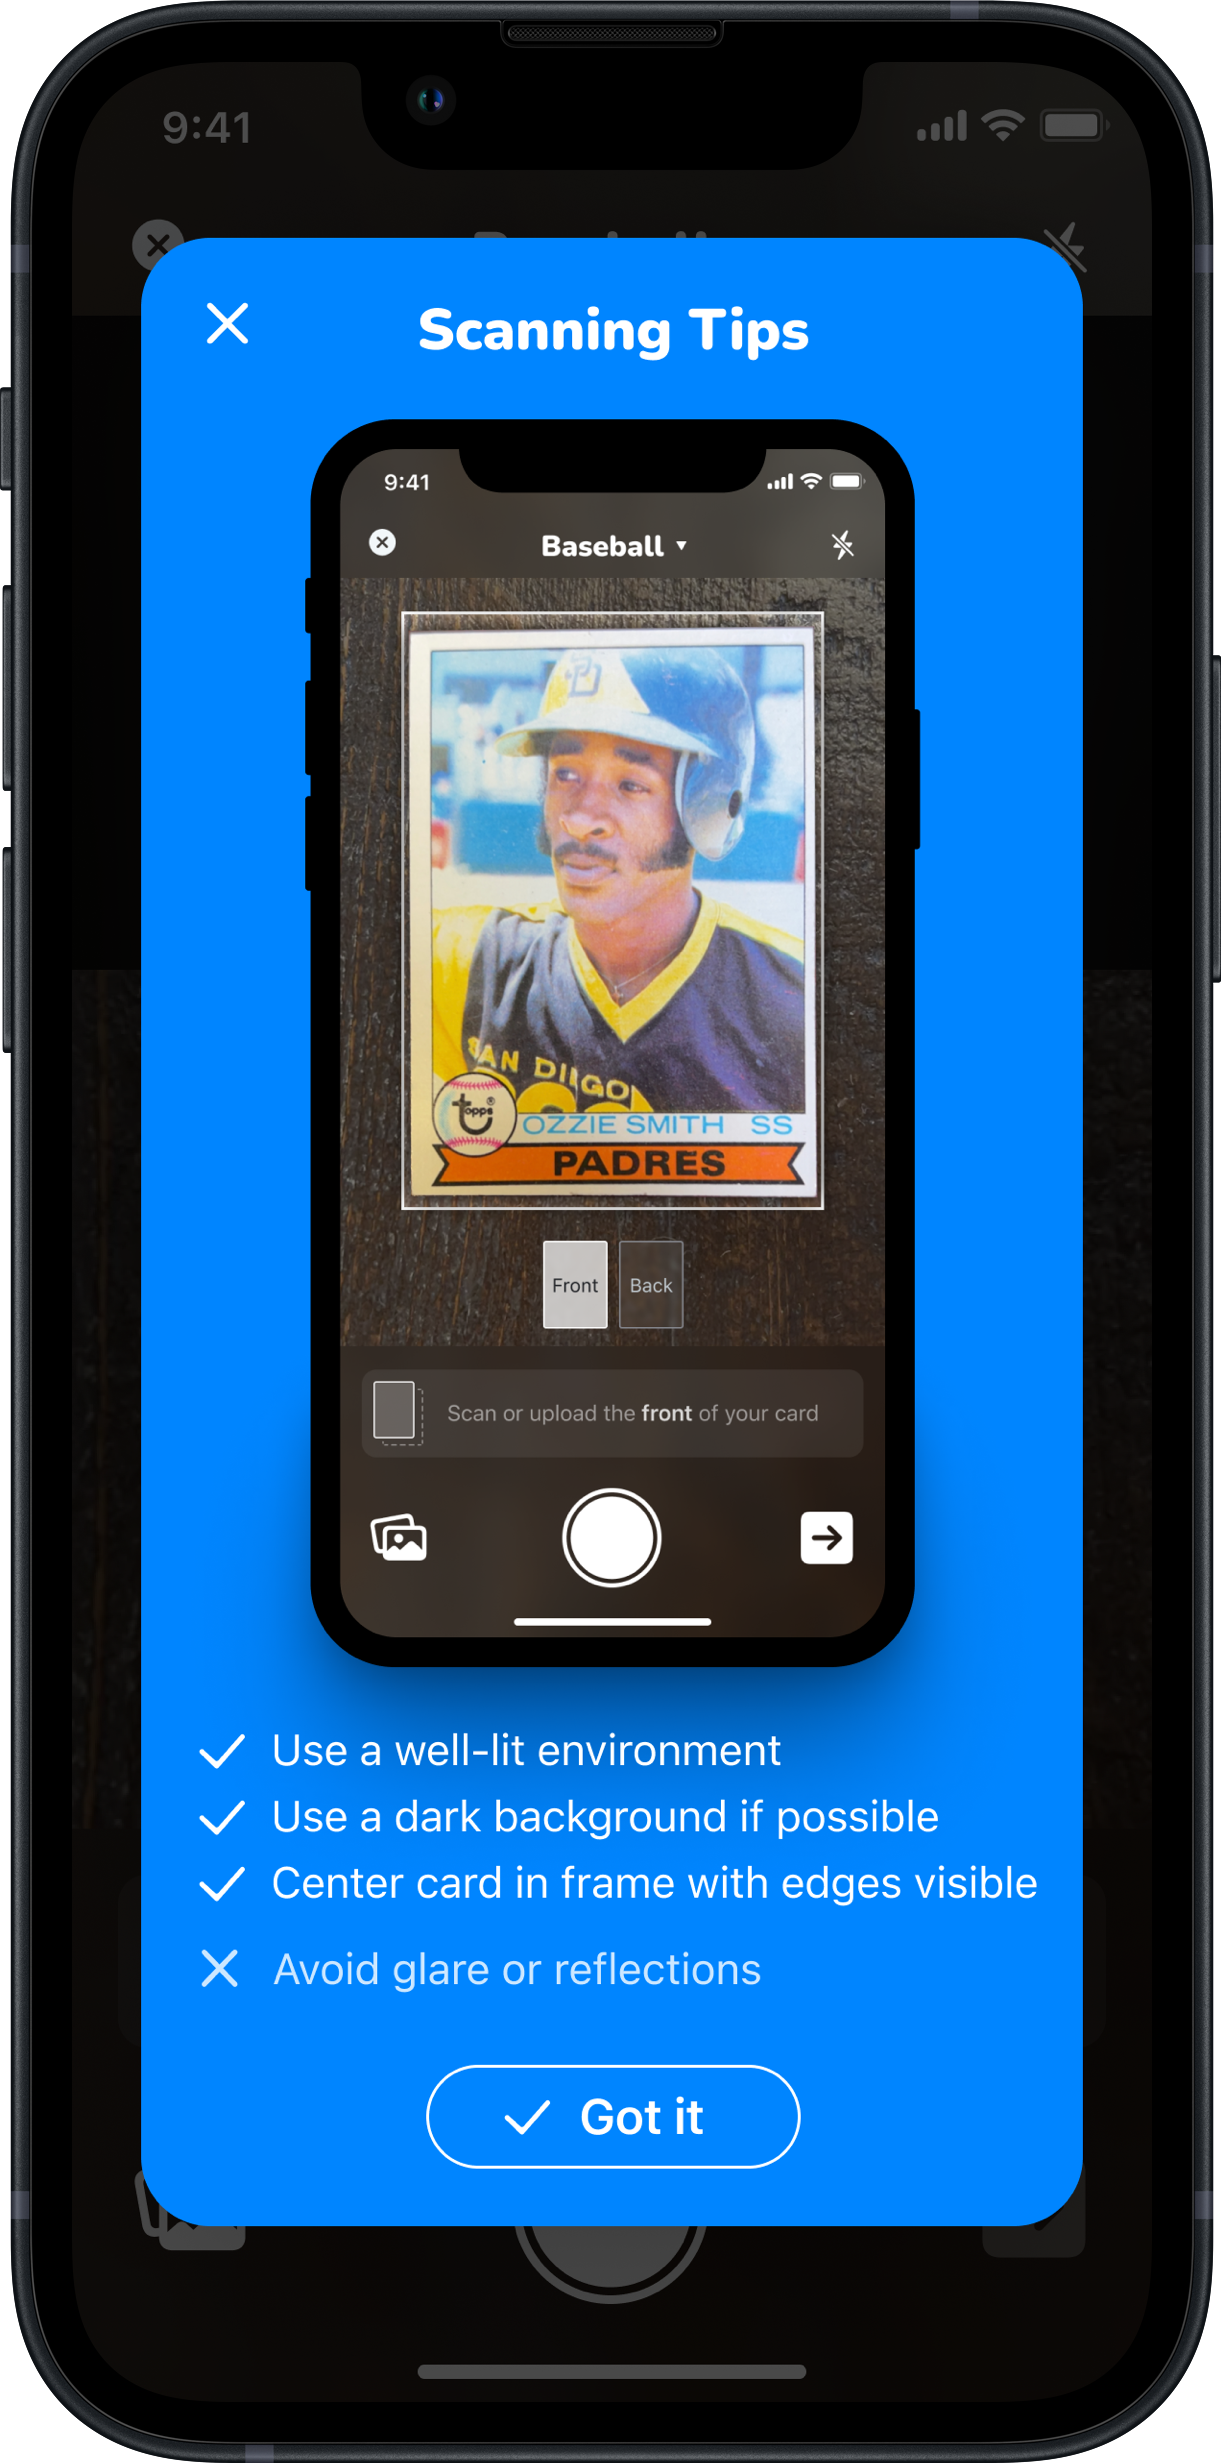 9:41
Scanning Tips
9:41
Baseball
SAN DIEGO
topps
OZZIE SMITH SS
PADRES
Front Back
Scan or upload the front of your card
Use a well-lit environment
Use a dark background if possible
Center card in frame with edges visible
Avoid glare or reflections
Got it